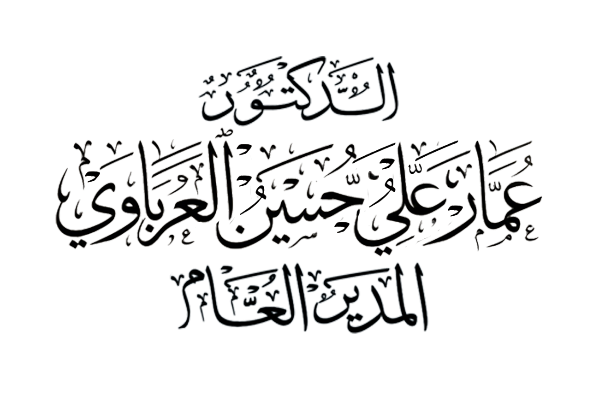 الدكتور
عمار علي حسين العرباوي
المدير العام